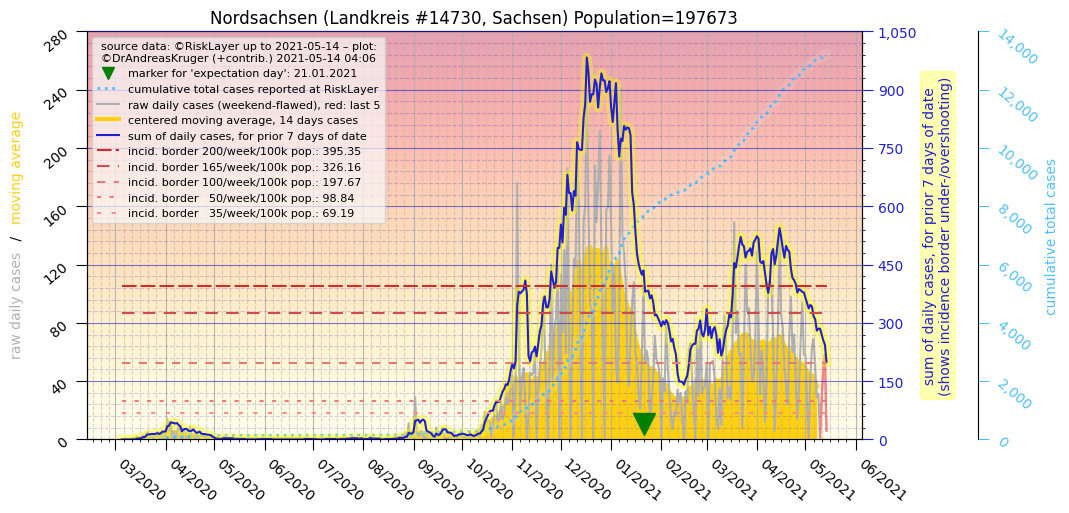 Nordsachsen (Landkreis #14730, Sachsen) Population=197673
source data: ©RiskLayer up to 2021-05-14 – plot:
©DrAndreasKruger (+contrib.) 2021-05-14 04:06
marker for 'expectation day': 21.01.2021
cumulative total cases reported at RiskLayer
raw daily cases (weekend-flawed), red: last 5
centered moving average, 14 days cases
sum of daily cases, for prior 7 days of date
incid. border 200/week/100k pop.: 395.35
incid. border 165/week/100k pop.: 326.16
incid. border 100/week/100k pop.: 197.67
incid. border 50/week/100k pop.: 98.84
incid. border 35/week/100k pop.: 69.19
raw daily cases / moving average
280
240
200
160
120
80
40
0
03/2020
04/2020
05/2020
06/2020
07/2020
08/2020
09/2020
10/2020
11/2020
12/2020
01/2021
02/2021
03/2021
04/2021
05/2021
06/2021
1,050
900
750
600
450
300
150
0
sum of daily cases, for prior 7 days of date
(shows incidence border under-/overshooting)
14,000
12,000
10,000
8,000
6,000
4,000
2,000
0
cumulative total cases